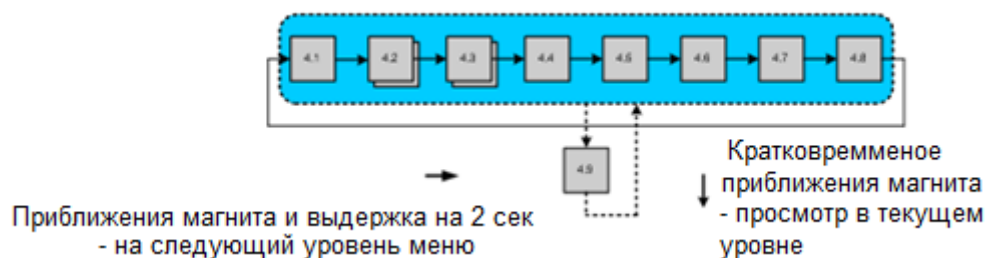 4.1 4.2 4.3 4.4 4.5 4.6 4.7 4.8
4.9
Приближения магнита и выдержка на 2 сек
- на следующий уровень меню
Кратковремменое
приближения магнита
- просмотр в текущем
уровне